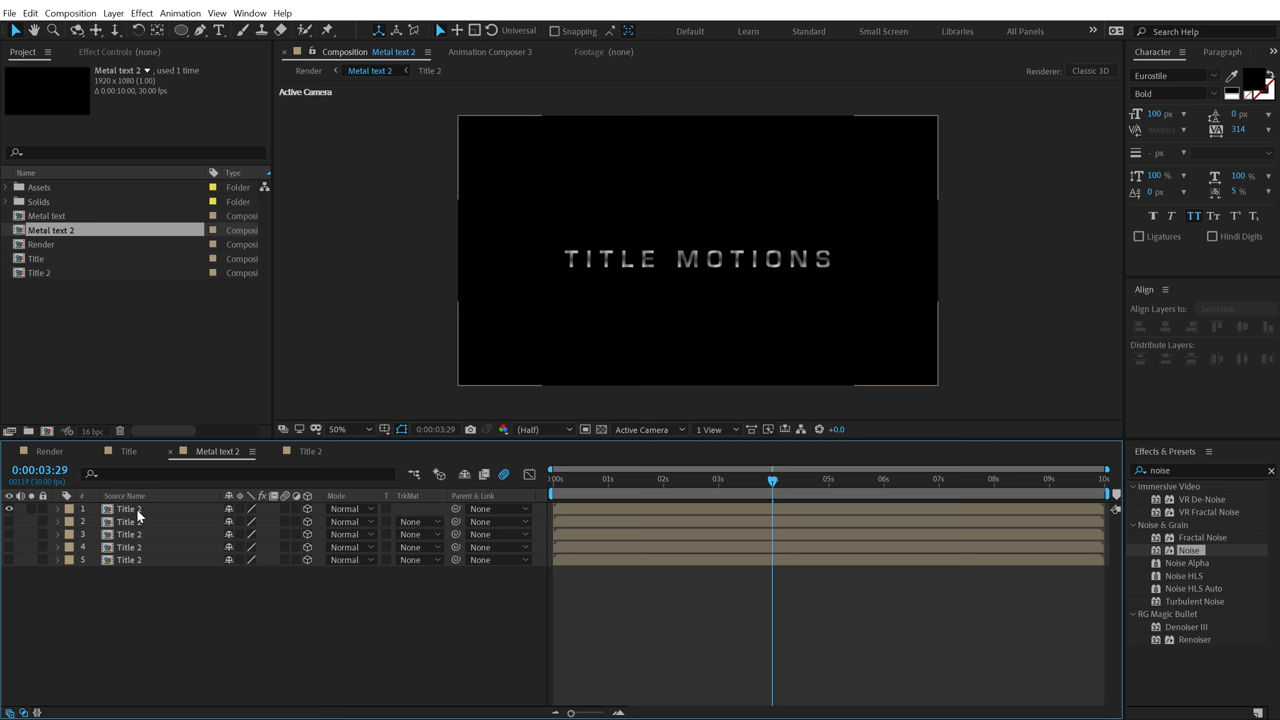 File Edit Composition Layer Effect Animation View Window Help
Universal Snapping Default Learn Standard Small Screen Libraries All Panels Search Help
Project Effect Controls (none)
Composition Metal text 2 Animation Composer 3 Footage (none)
Character Paragraph
Metal text 2 , used 1 time
1920 x 1080 (1.00)
Δ 0:00:10:00, 30.00 fps
Render Metal text 2 Title 2
Renderer: Classic 3D
Active Camera
Eurostile
Bold
100 px 0 px
Metrics 314
- px
100 % 100 %
0 px 5 %
Ligatures Hindi Digits
Name Type
Assets Folder
Solids Folder
Metal text Composi
Metal text 2 Composi
Render Composi
Title Composi
Title 2 Composi
TITLE MOTIONS
Align
Align Layers to: Selection
Distribute Layers:
16 bpc
50% 0:00:03:29 (Half) Active Camera 1 View +0.0
Render Title Metal text 2 Title 2
0:00:03:29
00119 (30.00 fps)
:00s 01s 02s 03s 04s 05s 06s 07s 08s 09s 10s
# Source Name Mode T TrkMat Parent & Link
1 Title 2 Normal None
2 Title 2 Normal None None
3 Title 2 Normal None None
4 Title 2 Normal None None
5 Title 2 Normal None None
Effects & Presets
noise
Immersive Video
VR De-Noise
VR Fractal Noise
Noise & Grain
Fractal Noise
Noise
Noise Alpha
Noise HLS
Noise HLS Auto
Turbulent Noise
RG Magic Bullet
Denoiser III
Renoiser